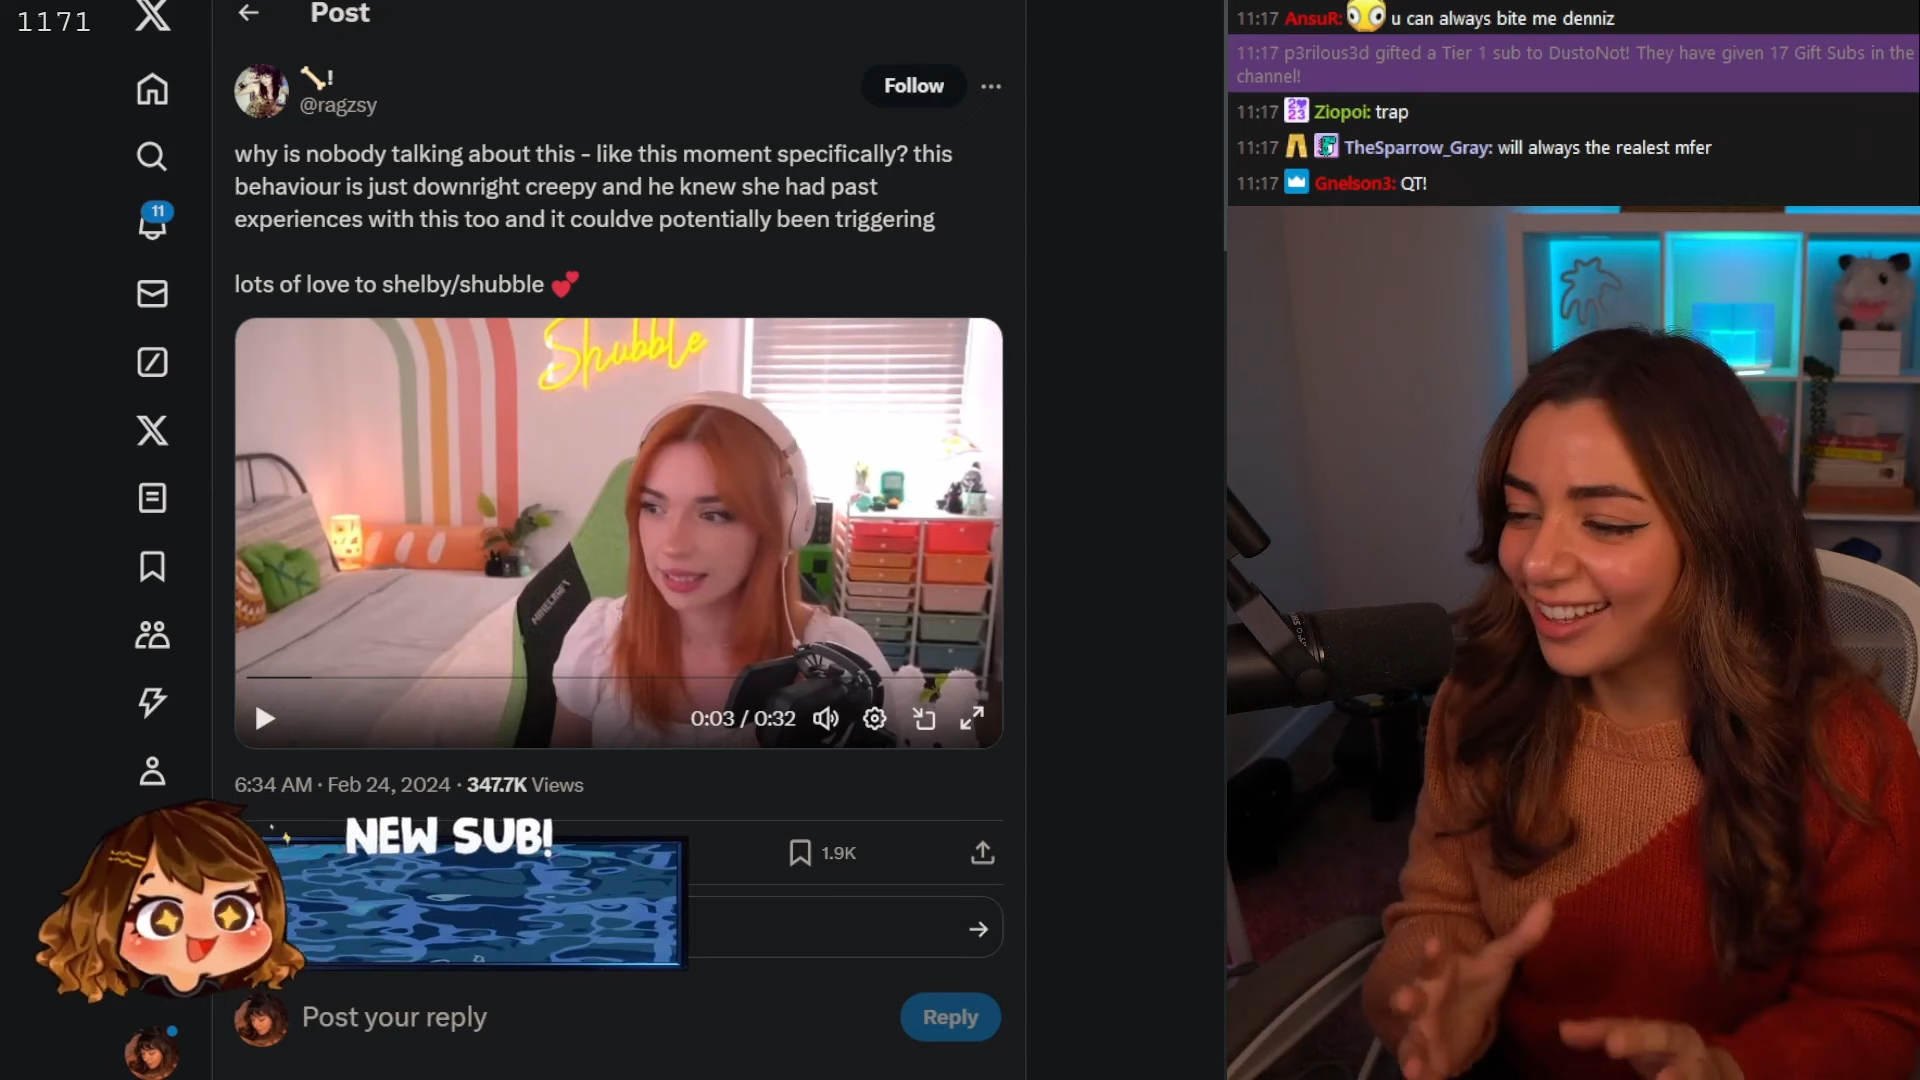 1171
Post
11:17 AnsuR: u can always bite me denniz
11:17 p3rilous3d gifted a Tier 1 sub to DustoNot! They have given 17 Gift Subs in the
channel!
11:17 Ziopoi: trap
11:17 TheSparrow_Gray: will always the realest mfer
11:17 Gnelson3: QT!
!
@ragzsy
Follow
11
why is nobody talking about this - like this moment specifically? this
behaviour is just downright creepy and he knew she had past
experiences with this too and it couldve potentially been triggering
lots of love to shelby/shubble
Shubble
MINECRAFT
0:03 / 0:32
6:34 AM · Feb 24, 2024 · 347.7K Views
NEW SUB!
1.9K
Post your reply
Reply